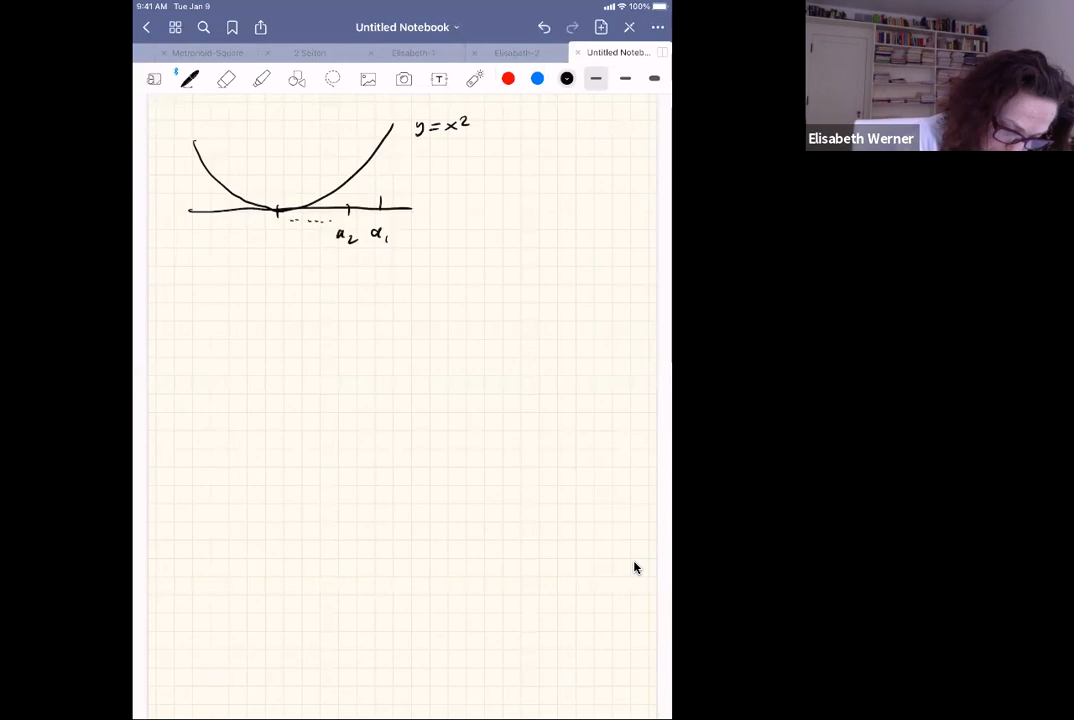 9:41 AM Tue Jan 9
100%
Untitled Notebook
Metronoid-Square
2 Seiten
Elisabeth-1
Elisabeth-2
Untitled Noteb...
T
Elisabeth Werner
y = x²
a₂ a₁